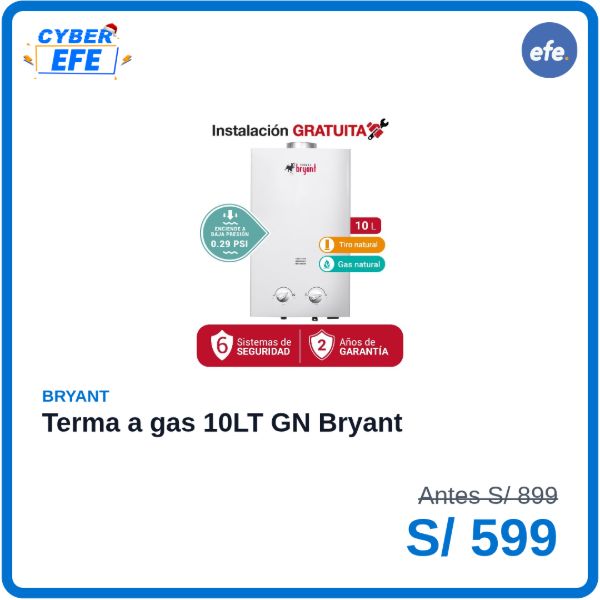 CYBER
EFE
efe.
Instalación GRATUITA
TERMAS
bryant
ENCIENDE A
BAJA PRESIÓN
0.29 PSI
10 L
Tiro natural
Gas natural
6 Sistemas de
SEGURIDAD
2 Años de
GARANTÍA
BRYANT
Terma a gas 10LT GN Bryant
Antes S/ 899
S/ 599